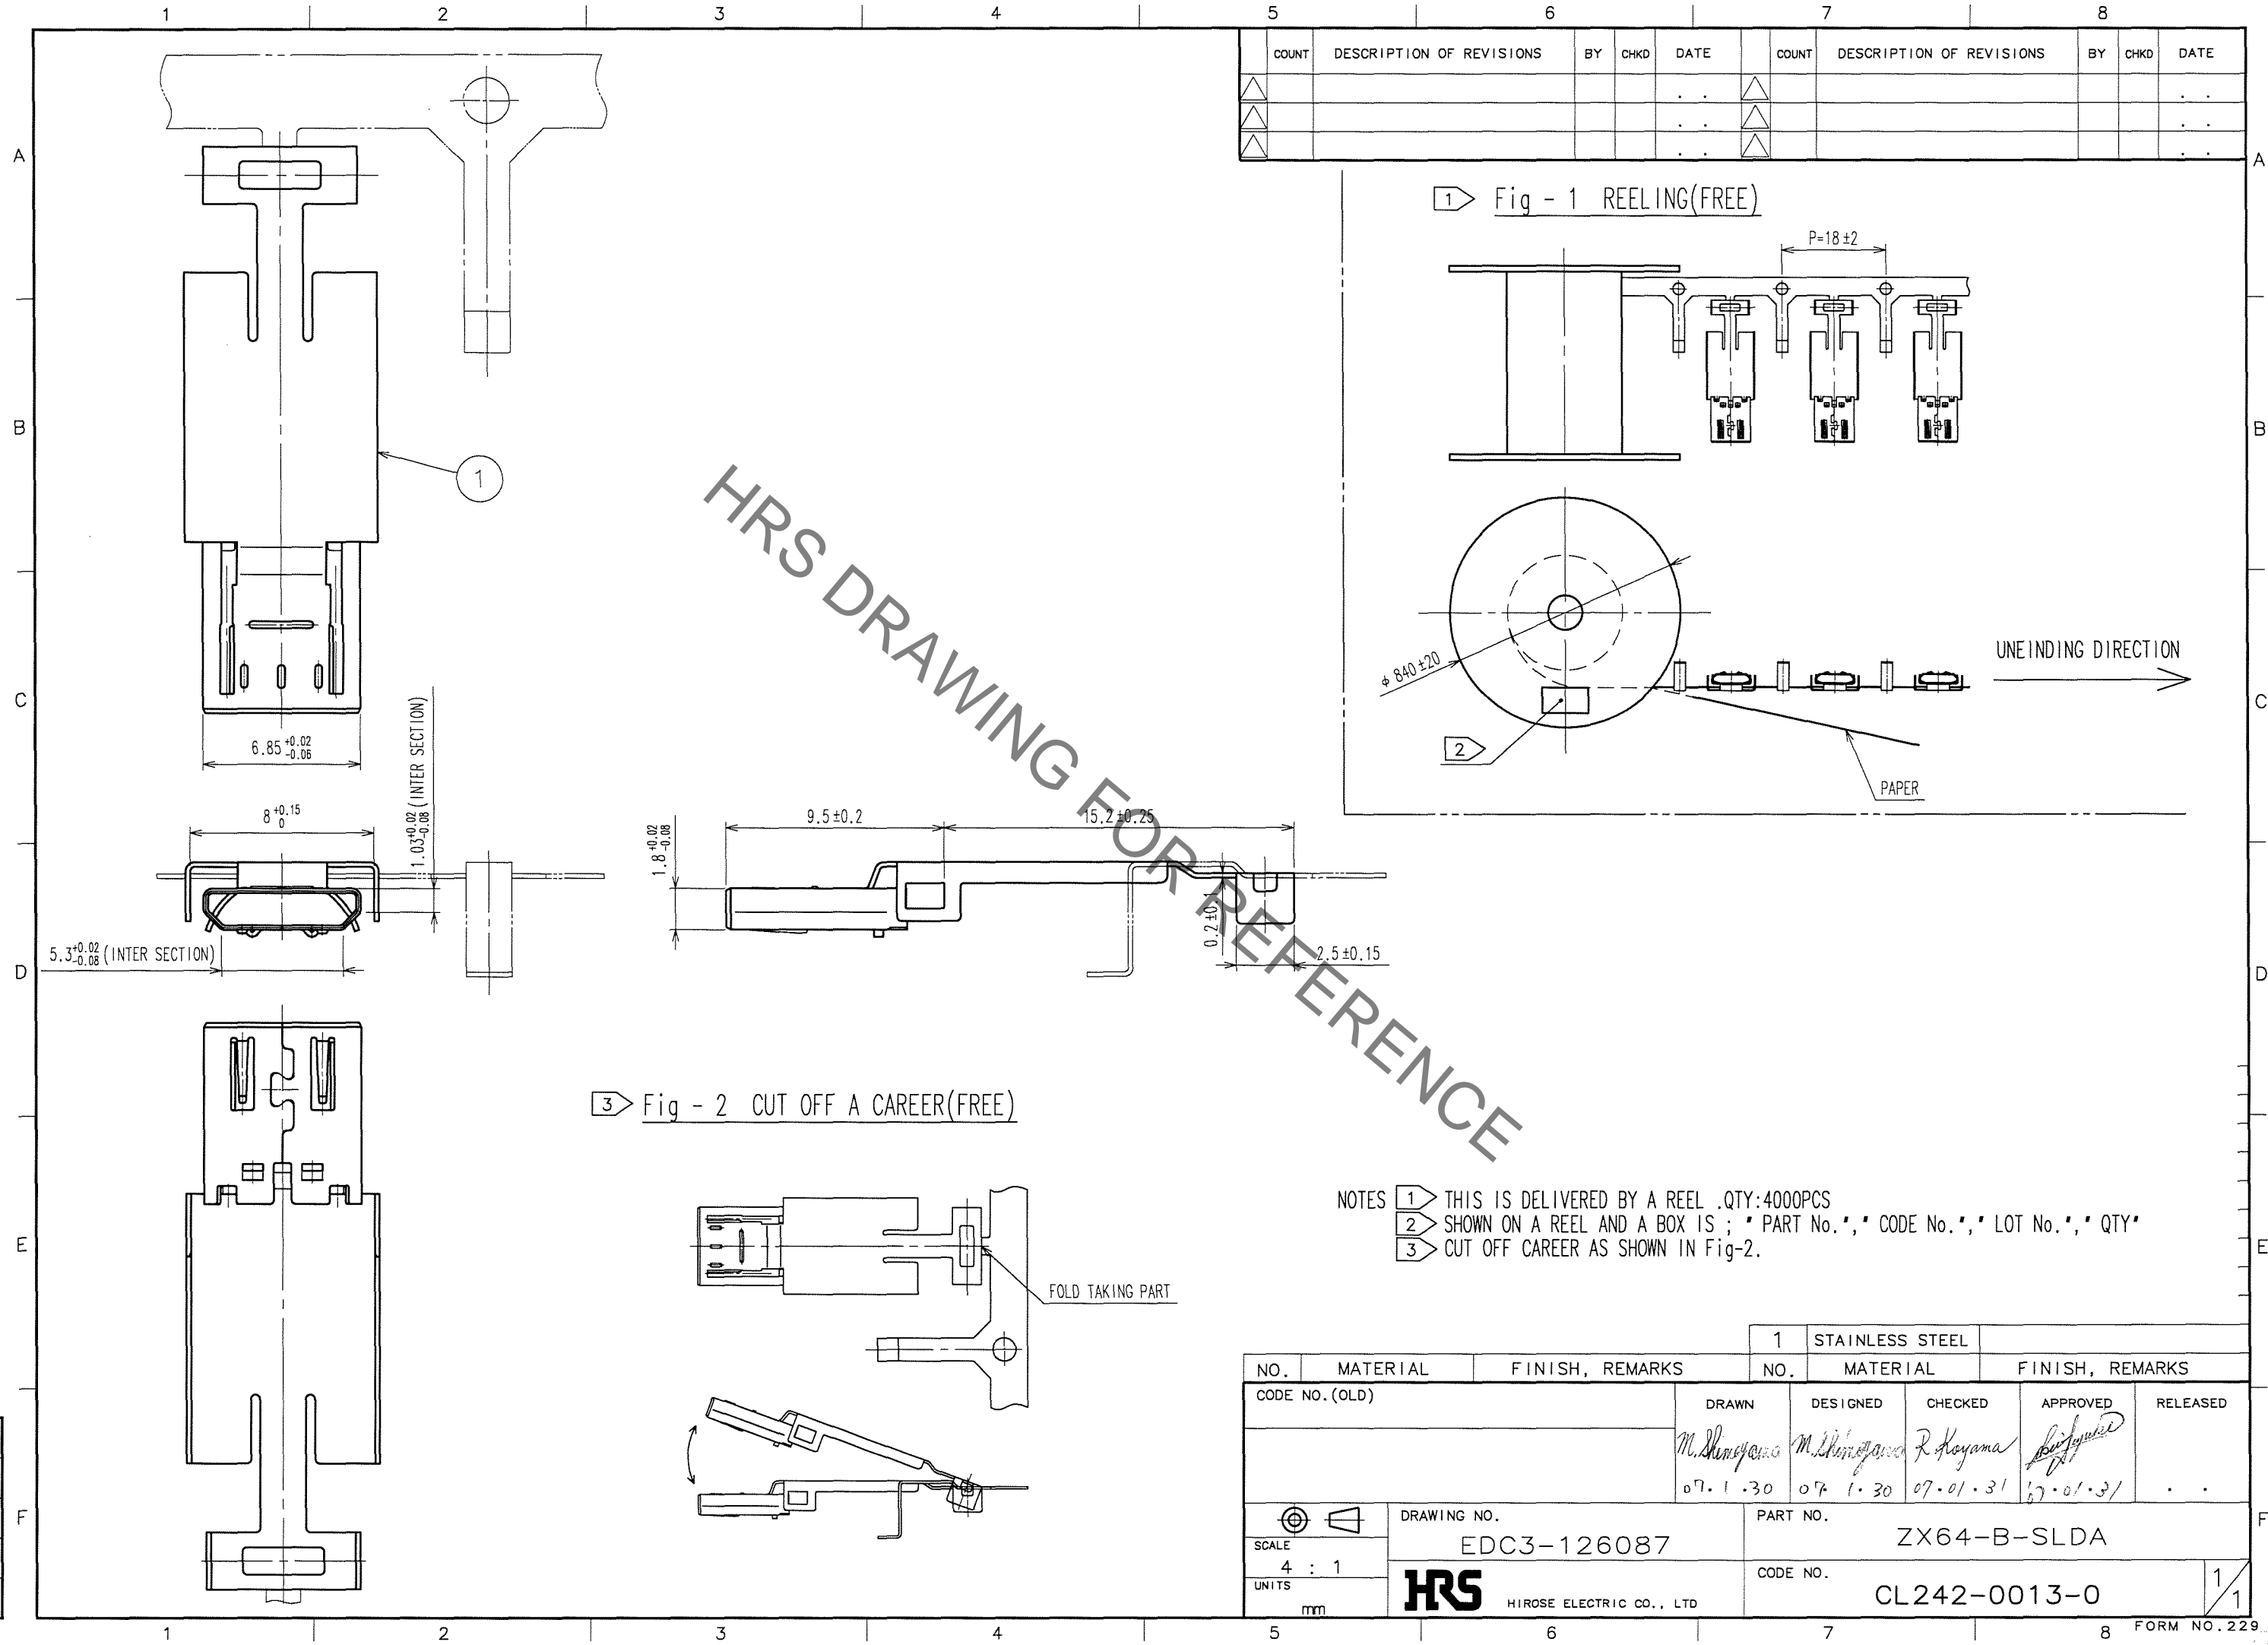 1 2 3 4 5 6 7 8
COUNT DESCRIPTION OF REVISIONS BY CHKD DATE COUNT DESCRIPTION OF REVISIONS BY CHKD DATE
. . . .
. . . .
. . . .
A A
B B
C C
D D
E E
F F
1 Fig - 1 REELING(FREE)
P=18±2
1
φ 840±20
UNEINDING DIRECTION
2
PAPER
6.85 +0.02 -0.06
8 +0.15 0
1.03 +0.02 -0.08 (INTER SECTION)
5.3 +0.02 -0.08 (INTER SECTION)
1.8 +0.02 -0.08
9.5±0.2
15.2±0.25
0.2±0.1
2.5±0.15
HRS DRAWING FOR REFERENCE
3 Fig - 2 CUT OFF A CAREER(FREE)
FOLD TAKING PART
NOTES 1 THIS IS DELIVERED BY A REEL .QTY:4000PCS
2 SHOWN ON A REEL AND A BOX IS ; " PART No.", " CODE No.", " LOT No.", " QTY"
3 CUT OFF CAREER AS SHOWN IN Fig-2.
1 STAINLESS STEEL
NO. MATERIAL FINISH, REMARKS NO. MATERIAL FINISH, REMARKS
CODE NO.(OLD)
DRAWN DESIGNED CHECKED APPROVED RELEASED
M. Shimoyama M. Shimoyama R. Koyama
07. 1 .30 07. 1. 30 07.01.31 '07.01.31 . .
SCALE
4 : 1
UNITS
mm
DRAWING NO.
EDC3-126087
PART NO.
ZX64-B-SLDA
HRS HIROSE ELECTRIC CO., LTD
CODE NO.
CL242-0013-0
1/1
1 2 3 4 5 6 7 8
FORM NO.229